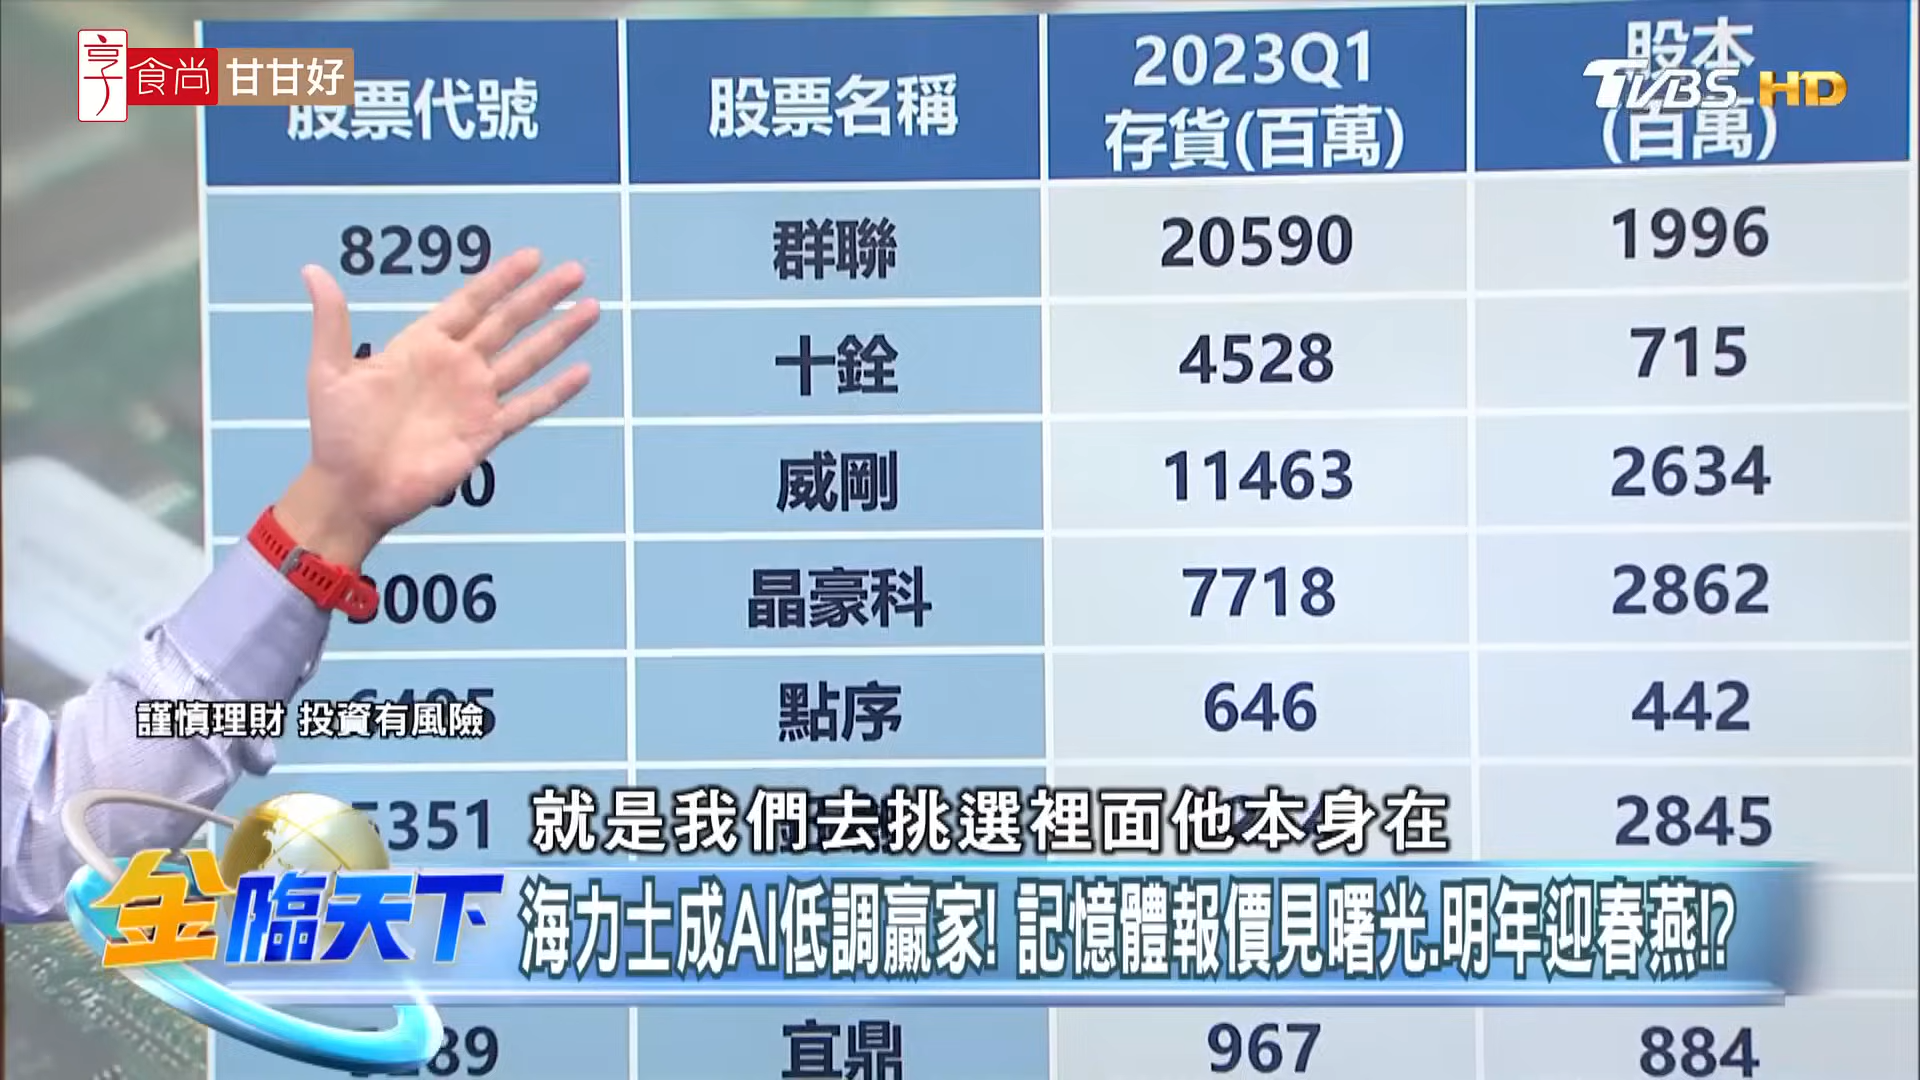 享 食尚 甘甘好
TVBS HD
股票代號 股票名稱 2023Q1 存貨(百萬) 股本 (百萬)
8299 群聯 20590 1996
十銓 4528 715
威剛 11463 2634
006 晶豪科 7718 2862
點序 646 442
謹慎理財 投資有風險
5351 2845
就是我們去挑選裡面他本身在
金臨天下
海力士成AI低調贏家! 記憶體報價見曙光.明年迎春燕!?
289 宜鼎 967 884